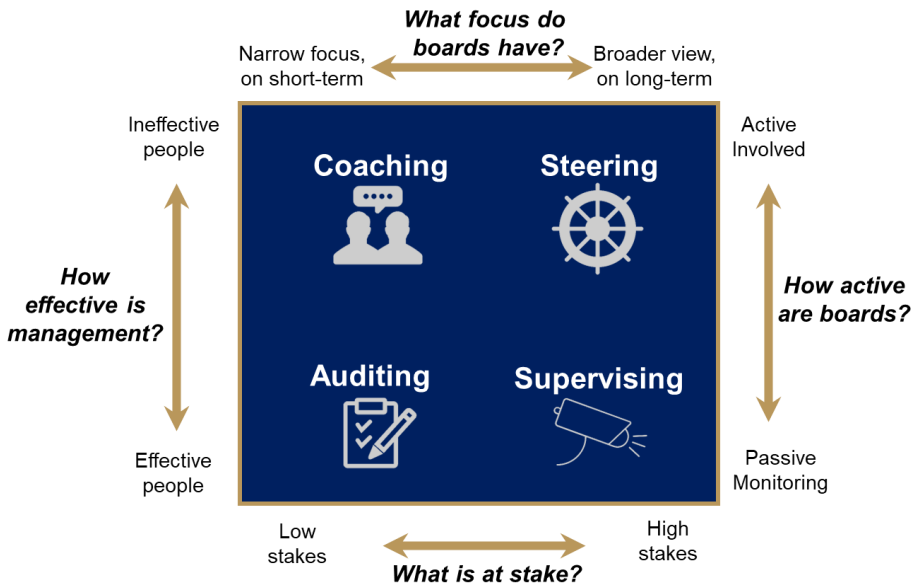 What focus do
boards have?
Narrow focus,
on short-term
Broader view,
on long-term
Ineffective
people
Active
Involved
Coaching
Steering
How
effective is
management?
How active
are boards?
Auditing
Supervising
Effective
people
Passive
Monitoring
Low
stakes
High
stakes
What is at stake?